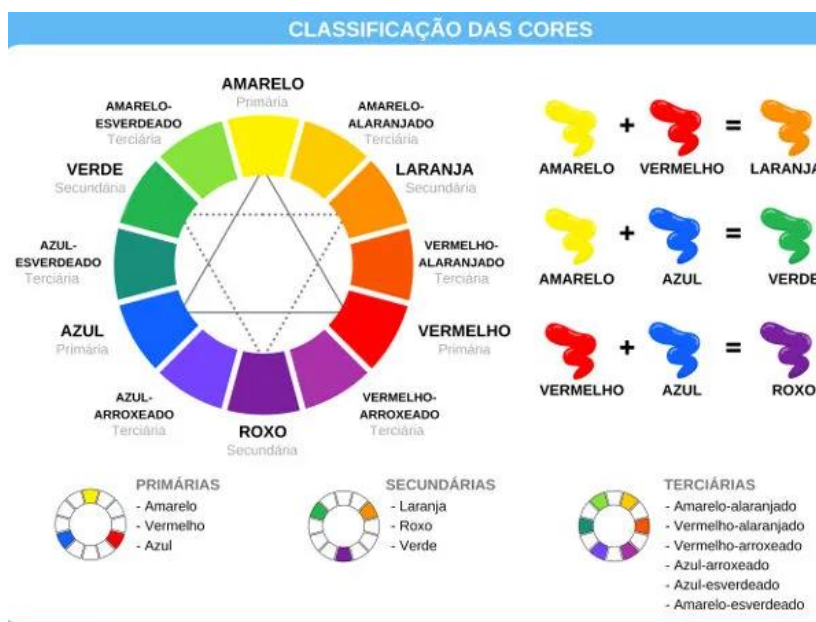 CLASSIFICAÇÃO DAS CORES
AMARELO
Primária
AMARELO-
ALARANJADO
Terciária
LARANJA
Secundária
VERMELHO-
ALARANJADO
Terciária
VERMELHO
Primária
VERMELHO-
ARROXEADO
Terciária
ROXO
Secundária
AZUL-
ARROXEADO
Terciária
AZUL
Primária
AZUL-
ESVERDEADO
Terciária
VERDE
Secundária
AMARELO-
ESVERDEADO
Terciária
+ =
AMARELO VERMELHO LARANJA
+ =
AMARELO AZUL VERDE
+ =
VERMELHO AZUL ROXO
PRIMÁRIAS
- Amarelo
- Vermelho
- Azul
SECUNDÁRIAS
- Laranja
- Roxo
- Verde
TERCIÁRIAS
- Amarelo-alaranjado
- Vermelho-alaranjado
- Vermelho-arroxeado
- Azul-arroxeado
- Azul-esverdeado
- Amarelo-esverdeado